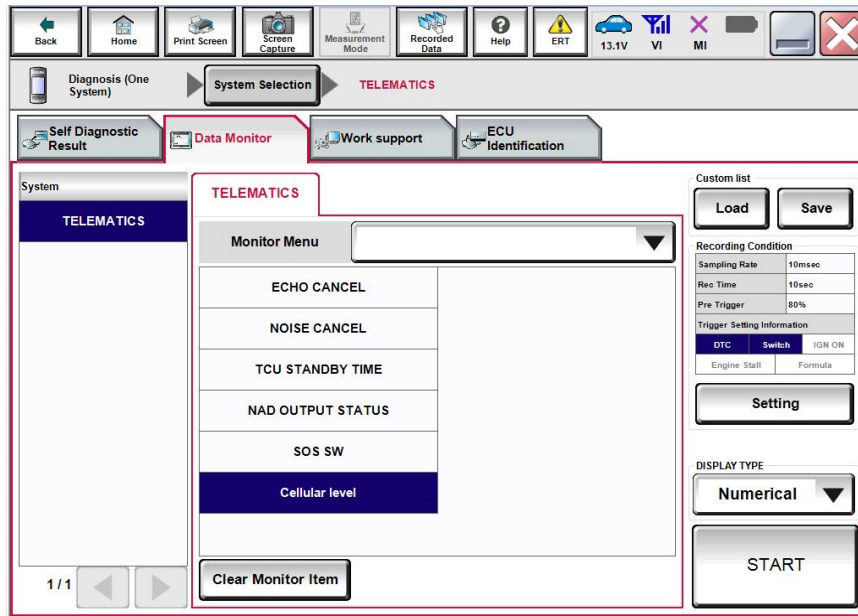 Back
Home
Print Screen
Screen
Capture
Measurement
Mode
Recorded
Data
Help
ERT
13.1V
VI
MI
Diagnosis (One
System)
System Selection
TELEMATICS
Self Diagnostic
Result
Data Monitor
Work support
ECU
Identification
System
TELEMATICS
1/1
TELEMATICS
Monitor Menu
ECHO CANCEL
NOISE CANCEL
TCU STANDBY TIME
NAD OUTPUT STATUS
SOS SW
Cellular level
Clear Monitor Item
Custom list
Load
Save
Recording Condition
Sampling Rate 10msec
Rec Time 10sec
Pre Trigger 80%
Trigger Setting Information
DTC Switch IGN ON
Engine Stall Formula
Setting
DISPLAY TYPE
Numerical
START